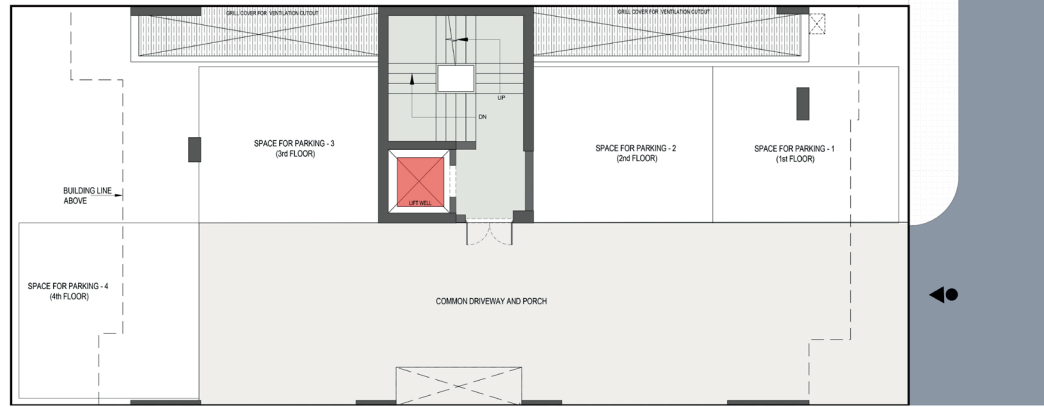 GRILL COVER FOR VENTILATION CUTOUT
GRILL COVER FOR VENTILATION CUTOUT
UP
DN
SPACE FOR PARKING - 3
(3rd FLOOR)
SPACE FOR PARKING - 2
(2nd FLOOR)
SPACE FOR PARKING - 1
(1st FLOOR)
BUILDING LINE
ABOVE
LIFT WELL
SPACE FOR PARKING - 4
(4th FLOOR)
COMMON DRIVEWAY AND PORCH